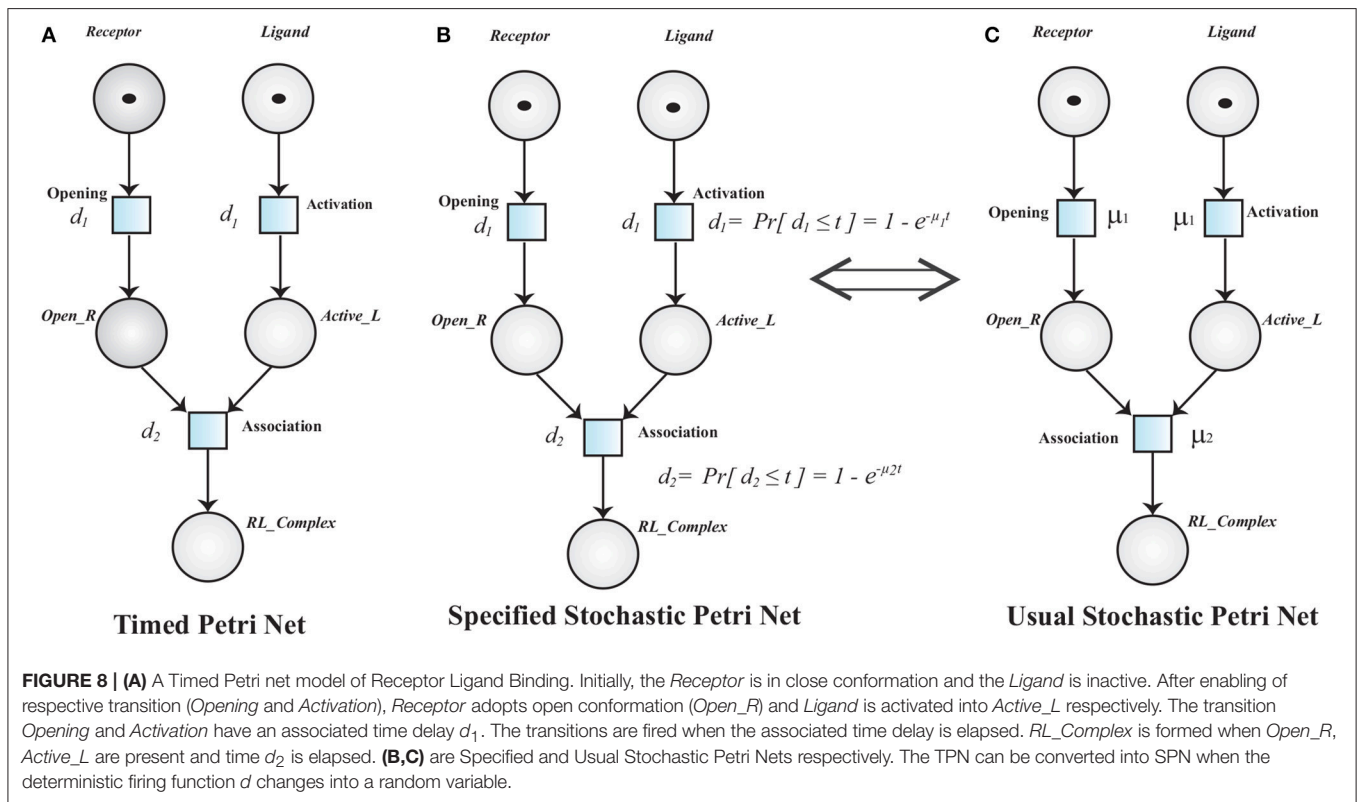 A
Receptor
Ligand
Opening
d1
d1
Activation
Open_R
Active_L
d2
Association
RL_Complex
Timed Petri Net
B
Receptor
Ligand
Opening
d1
Activation
d1
d1= Pr[ d1 ≤ t ] = 1 - e-μ1t
Open_R
Active_L
d2
Association
d2= Pr[ d2 ≤ t ] = 1 - e-μ2t
RL_Complex
Specified Stochastic Petri Net
C
Receptor
Ligand
Opening
μ1
μ1
Activation
Open_R
Active_L
Association
μ2
RL_Complex
Usual Stochastic Petri Net
FIGURE 8 | (A) A Timed Petri net model of Receptor Ligand Binding. Initially, the Receptor is in close conformation and the Ligand is inactive. After enabling of
respective transition (Opening and Activation), Receptor adopts open conformation (Open_R) and Ligand is activated into Active_L respectively. The transition
Opening and Activation have an associated time delay d1. The transitions are fired when the associated time delay is elapsed. RL_Complex is formed when Open_R,
Active_L are present and time d2 is elapsed. (B,C) are Specified and Usual Stochastic Petri Nets respectively. The TPN can be converted into SPN when the
deterministic firing function d changes into a random variable.